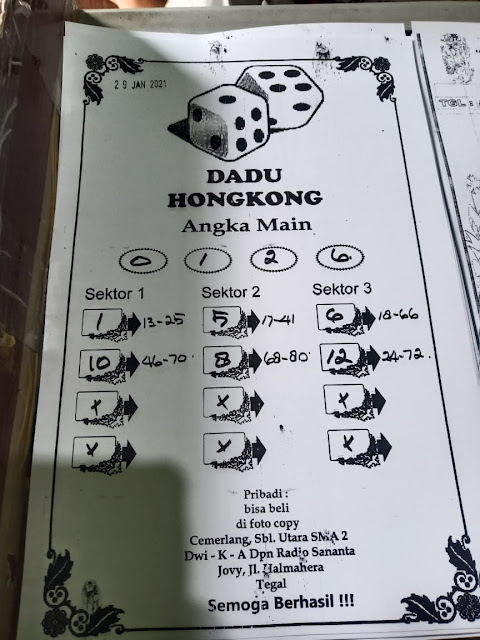 29 JAN 2021
TGL :
DADU
HONGKONG
Angka Main
0 1 2 6
Sektor 1 Sektor 2 Sektor 3
1 13-25 5 17-41 6 18-66
10 46-70 8 68-80 12 24-72
x x x
x x x
Pribadi :
bisa beli
di foto copy
Cemerlang, Sbl. Utara SMA 2
Dwi - K - A Dpn Radio Sananta
Jovy, Jl. Halmahera
Tegal
Semoga Berhasil !!!